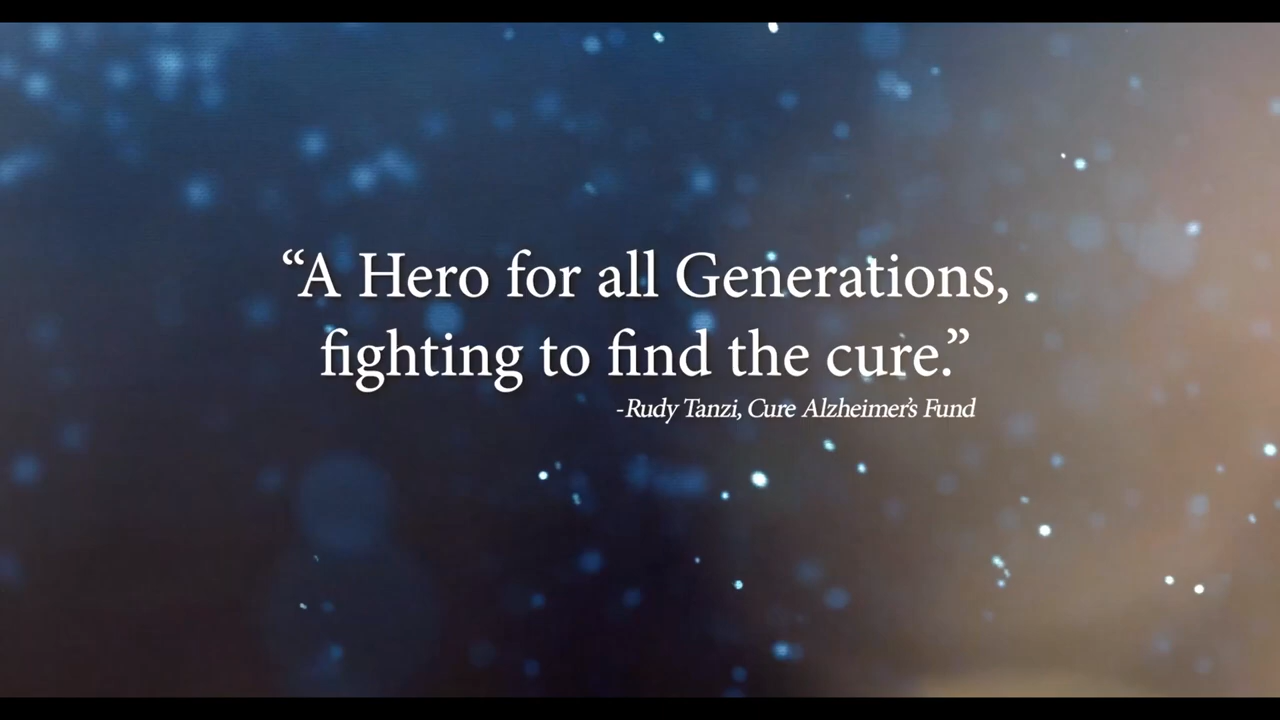 “A Hero for all Generations,
fighting to find the cure.”
-Rudy Tanzi, Cure Alzheimer's Fund